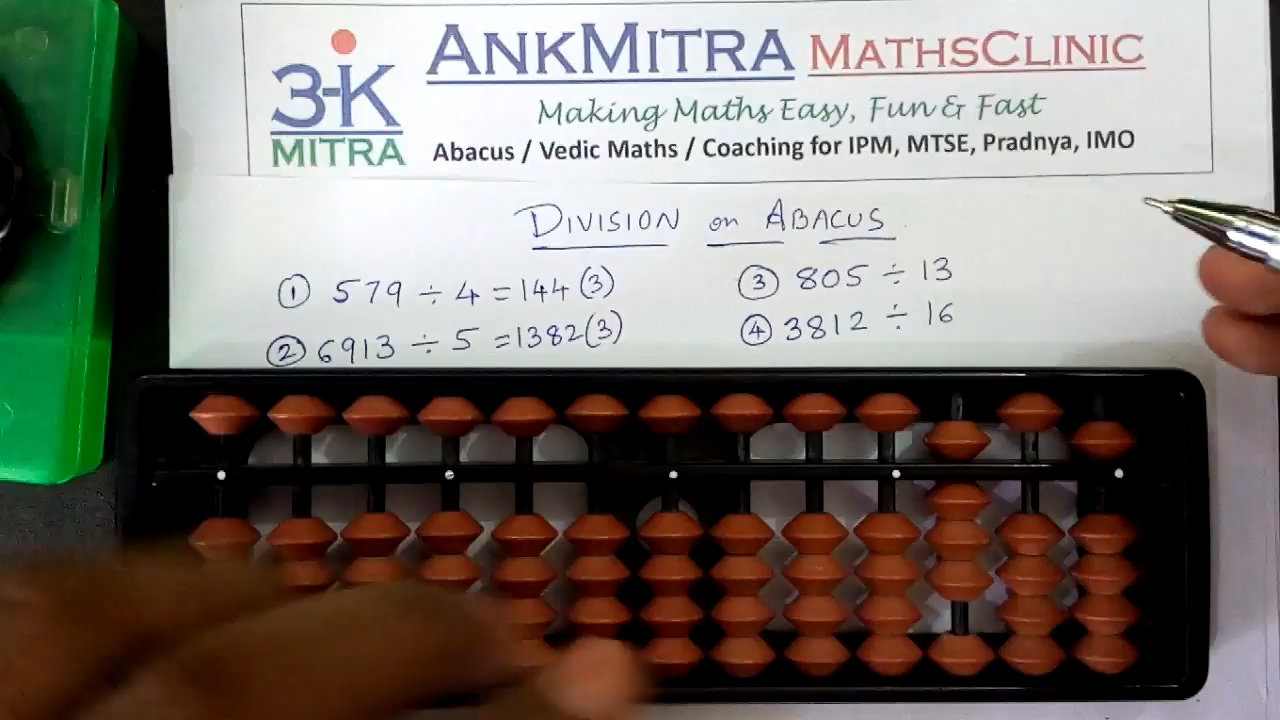 3-K
MITRA
ANKMITRA MATHSCLINIC
Making Maths Easy, Fun & Fast
Abacus / Vedic Maths / Coaching for IPM, MTSE, Pradnya, IMO
DIVISION on ABACUS
① 579 ÷ 4 = 144 (3)
② 6913 ÷ 5 = 1382 (3)
③ 805 ÷ 13
④ 3812 ÷ 16